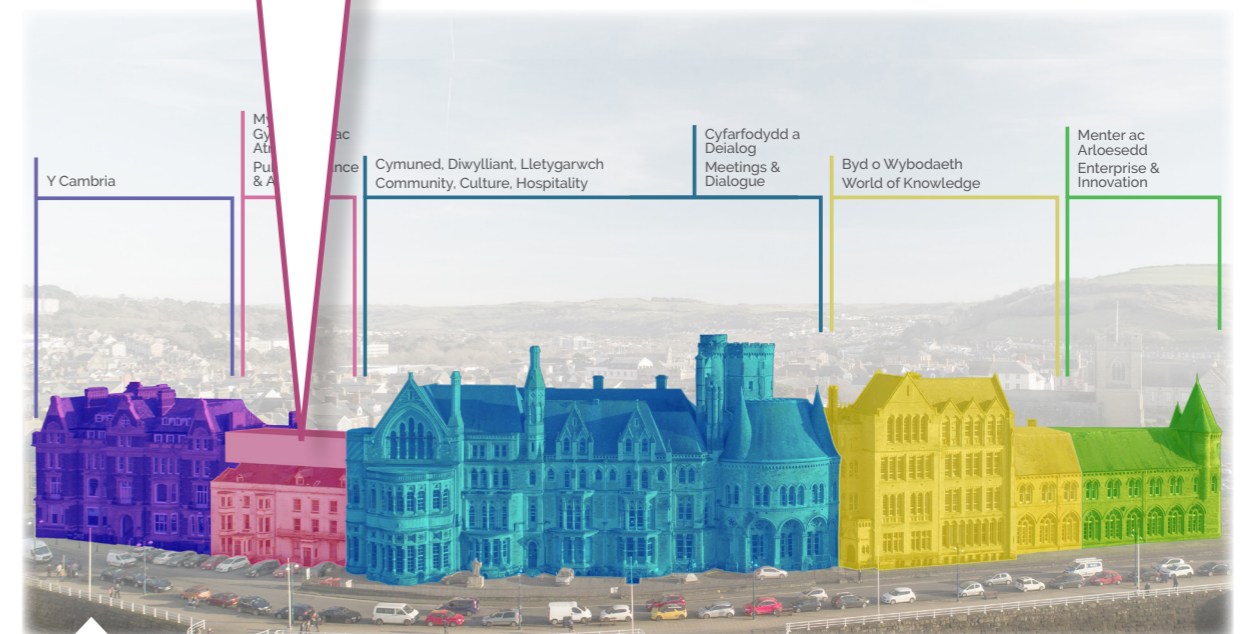 Y Cambria
My
Gy ac
Atr
Pu nce
& A
Cymuned, Diwylliant, Lletygarwch
Community, Culture, Hospitality
Cyfarfodydd a
Deialog
Meetings &
Dialogue
Byd o Wybodaeth
World of Knowledge
Menter ac
Arloesedd
Enterprise &
Innovation